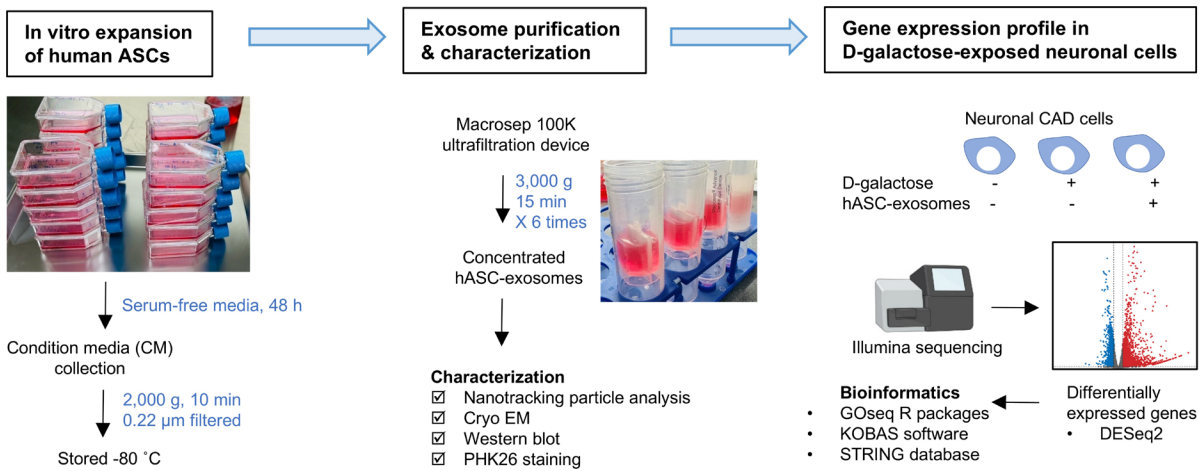 In vitro expansion
of human ASCs
Serum-free media, 48 h
Condition media (CM)
collection
2,000 g, 10 min
0.22 µm filtered
Stored -80 ˚C
Exosome purification
& characterization
Macrosep 100K
ultrafiltration device
3,000 g
15 min
X 6 times
Concentrated
hASC-exosomes
Characterization
☑ Nanotracking particle analysis
☑ Cryo EM
☑ Western blot
☑ PHK26 staining
Gene expression profile in
D-galactose-exposed neuronal cells
Neuronal CAD cells
D-galactose - + +
hASC-exosomes - - +
Illumina sequencing
Differentially
expressed genes
• DESeq2
Bioinformatics
• GOseq R packages
• KOBAS software
• STRING database